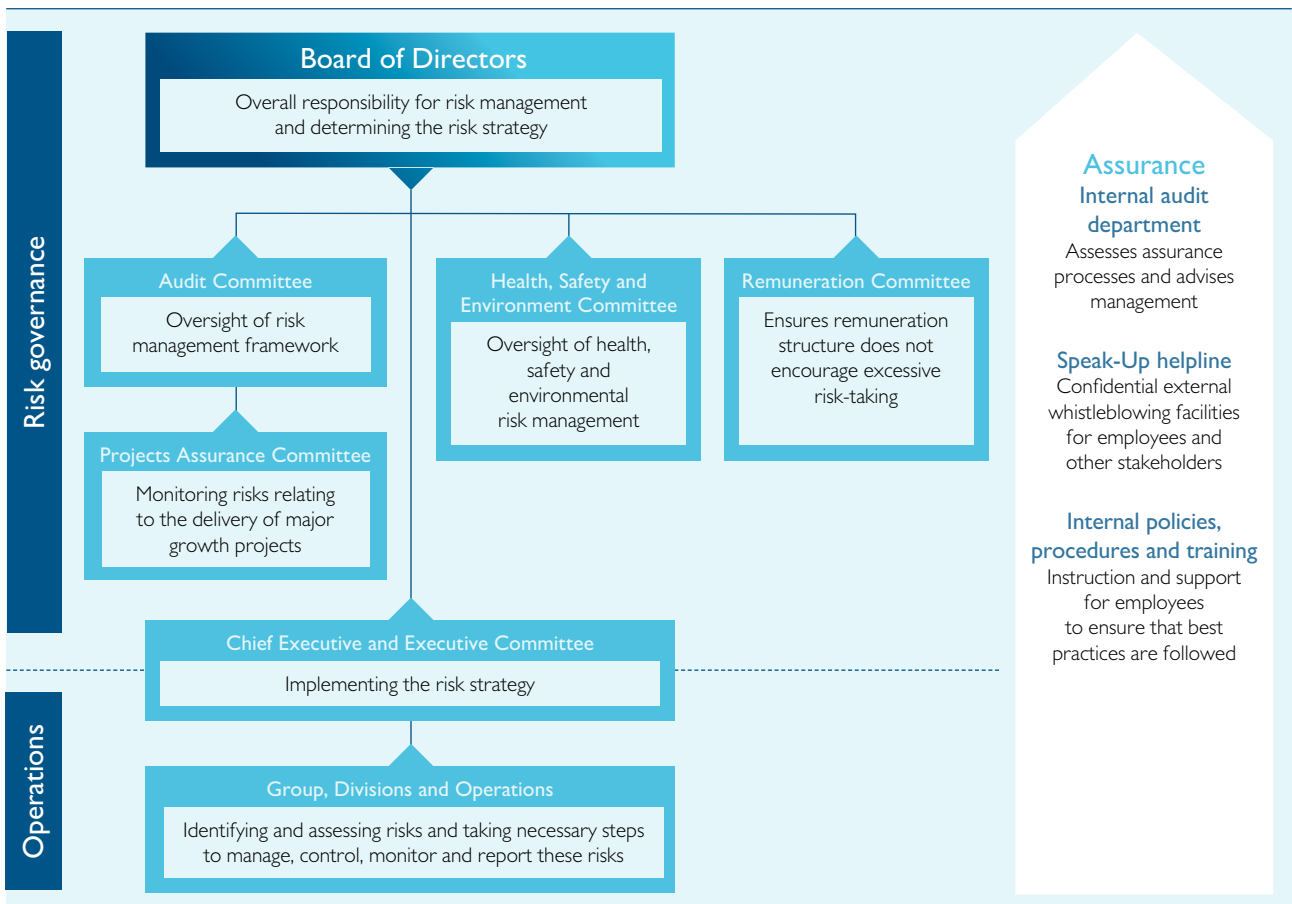 Risk governance
Board of Directors
Overall responsibility for risk management
and determining the risk strategy
Audit Committee
Oversight of risk
management framework
Projects Assurance Committee
Monitoring risks relating
to the delivery of major
growth projects
Health, Safety and
Environment Committee
Oversight of health,
safety and
environmental
risk management
Remuneration Committee
Ensures remuneration
structure does not
encourage excessive
risk-taking
Chief Executive and Executive Committee
Implementing the risk strategy
Operations
Group, Divisions and Operations
Identifying and assessing risks and taking necessary steps
to manage, control, monitor and report these risks
Assurance
Internal audit
department
Assesses assurance
processes and advises
management
Speak-Up helpline
Confidential external
whistleblowing facilities
for employees and
other stakeholders
Internal policies,
procedures and training
Instruction and support
for employees
to ensure that best
practices are followed